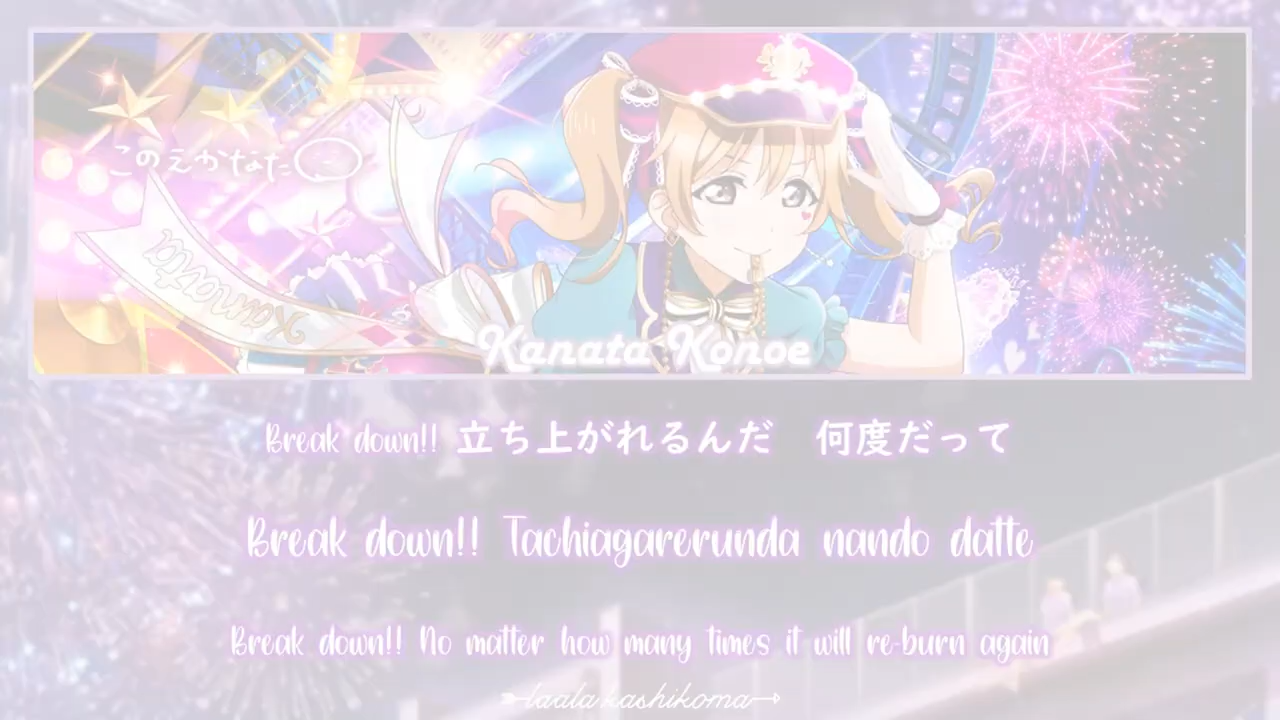 このえかなた
Kanata
Kanata Konoe
Break down!! 立ち上がれるんだ　何度だって
Break down!! Tachiagarerunda nando datte
Break down!! No matter how many times it will re-burn again
laala kashikoma